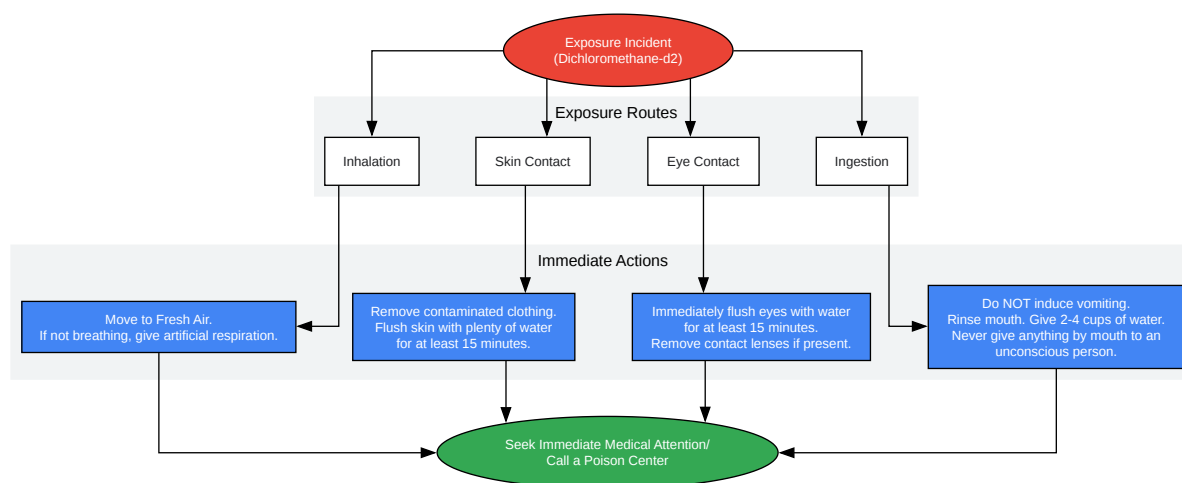 Exposure Incident
(Dichloromethane-d2)
Exposure Routes
Inhalation
Skin Contact
Eye Contact
Ingestion
Immediate Actions
Move to Fresh Air.
If not breathing, give artificial respiration.
Remove contaminated clothing.
Flush skin with plenty of water
for at least 15 minutes.
Immediately flush eyes with water
for at least 15 minutes.
Remove contact lenses if present.
Do NOT induce vomiting.
Rinse mouth. Give 2-4 cups of water.
Never give anything by mouth to an
unconscious person.
Seek Immediate Medical Attention/
Call a Poison Center